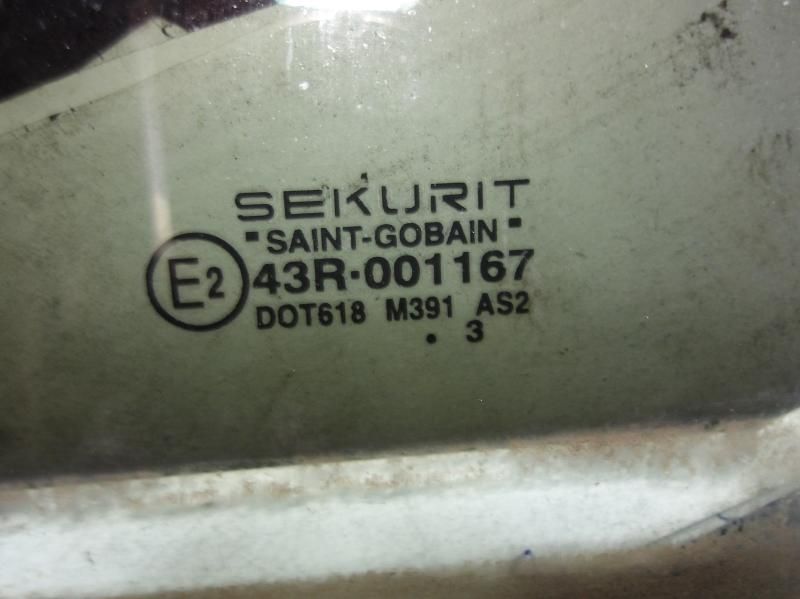 SEKURIT
"SAINT-GOBAIN"
E2 43R·001167
DOT618 M391 AS2
. 3